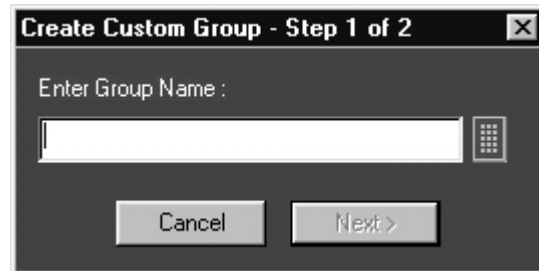 Create Custom Group - Step 1 of 2
Enter Group Name :
Cancel
Next >